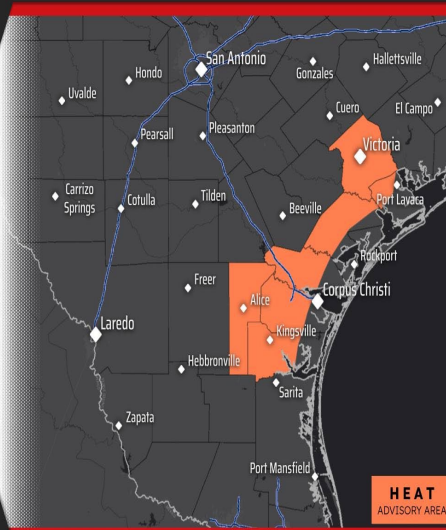 San Antonio
Hondo
Gonzales
Hallettsville
Uvalde
Cuero
El Campo
Pearsall
Pleasanton
Victoria
Carrizo
Springs
Cotulla
Tilden
Beeville
Port Lavaca
Rockport
Freer
Alice
Corpus Christi
Laredo
Kingsville
Hebbronville
Sarita
Zapata
Port Mansfield
HEAT
ADVISORY AREA